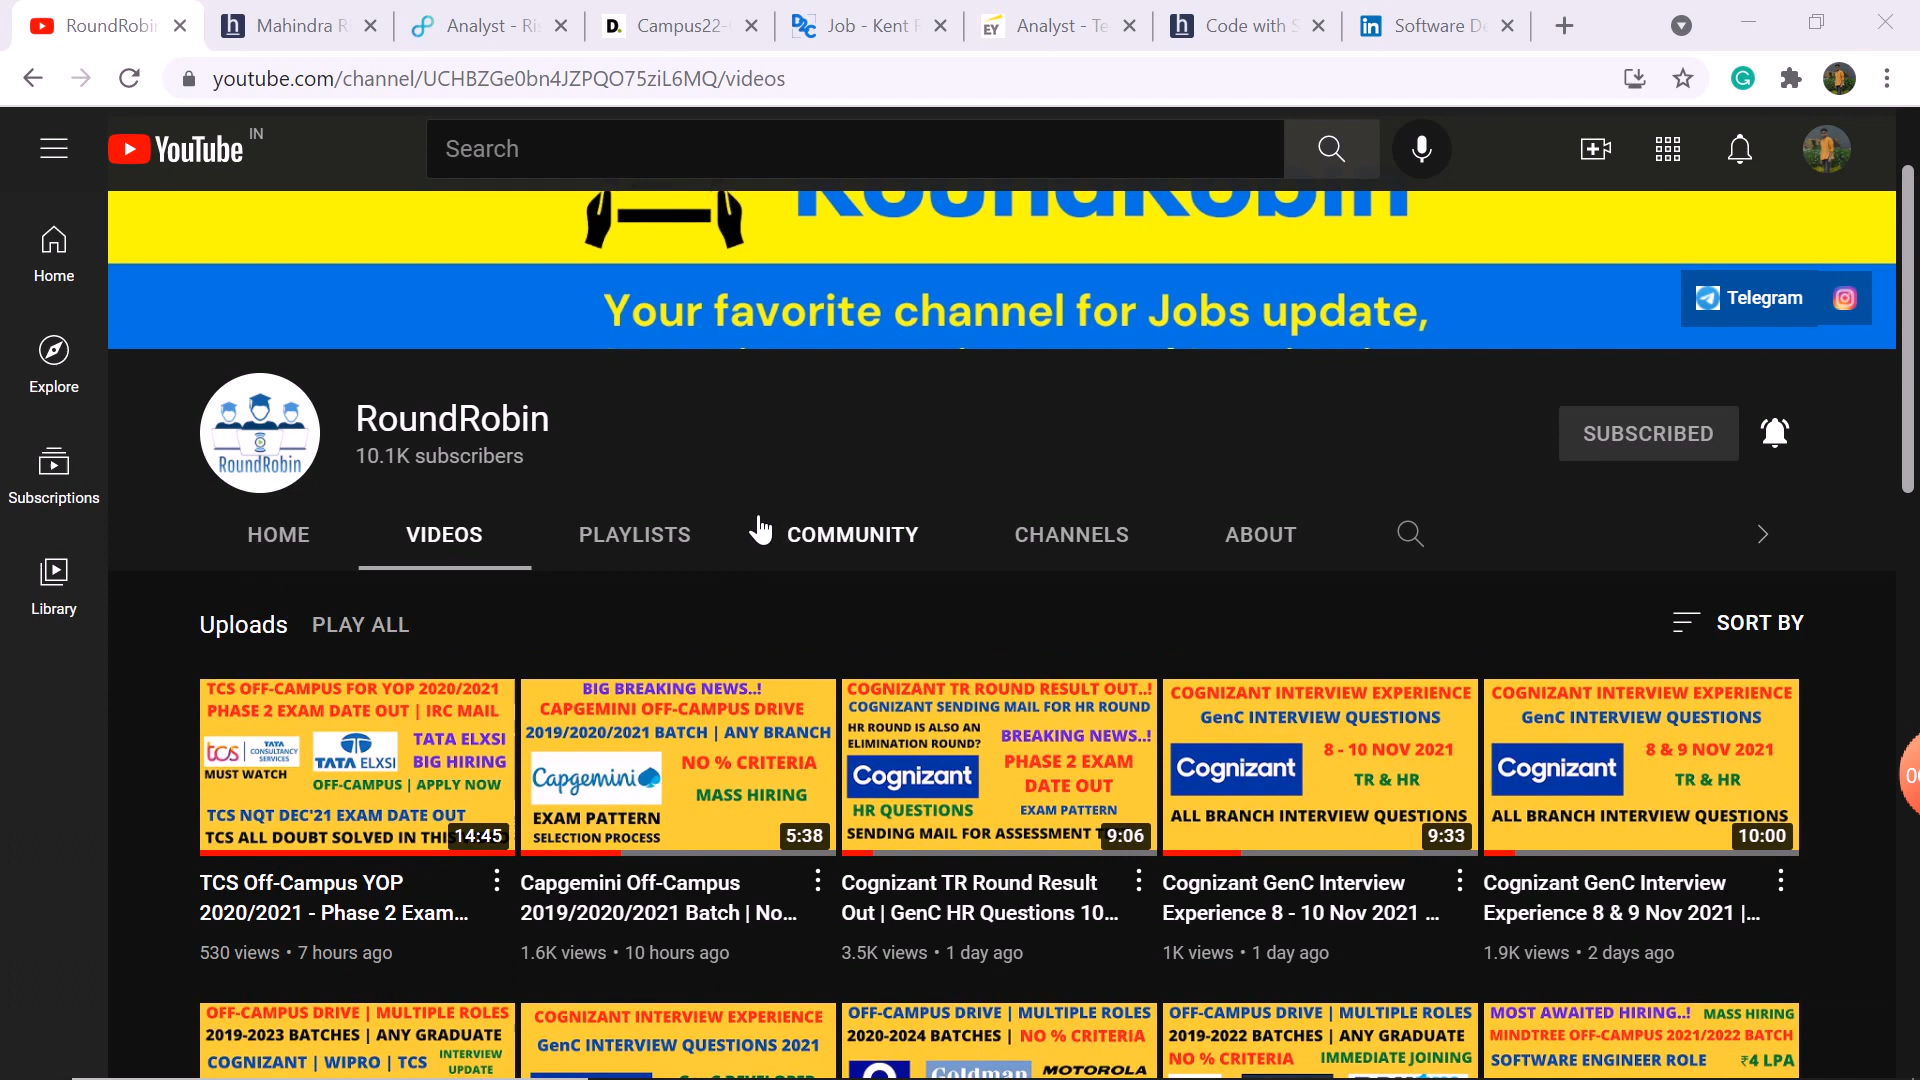 RoundRobin
Mahindra R
Analyst - Ris
Campus22-
Job - Kent R
Analyst - Te
Code with S
Software De
youtube.com/channel/UCHBZGe0bn4JZPQO75ziL6MQ/videos
YouTube IN
Search
RoundRobin
Your favorite channel for Jobs update,
Telegram
Home
Explore
Subscriptions
Library
RoundRobin
RoundRobin
10.1K subscribers
SUBSCRIBED
HOME VIDEOS PLAYLISTS COMMUNITY CHANNELS ABOUT
Uploads PLAY ALL
SORT BY
TCS OFF-CAMPUS FOR YOP 2020/2021
PHASE 2 EXAM DATE OUT | IRC MAIL
tcs TATA CONSULTANCY SERVICES
TATA ELXSI
TATA ELXSI
BIG HIRING
MUST WATCH
OFF-CAMPUS | APPLY NOW
TCS NQT DEC'21 EXAM DATE OUT
TCS ALL DOUBT SOLVED IN THIS
14:45
TCS Off-Campus YOP
2020/2021 - Phase 2 Exam...
530 views • 7 hours ago
BIG BREAKING NEWS..!
CAPGEMINI OFF-CAMPUS DRIVE
2019/2020/2021 BATCH | ANY BRANCH
Capgemini
NO % CRITERIA
MASS HIRING
EXAM PATTERN
SELECTION PROCESS
5:38
Capgemini Off-Campus
2019/2020/2021 Batch | No...
1.6K views • 10 hours ago
COGNIZANT TR ROUND RESULT OUT..!
COGNIZANT SENDING MAIL FOR HR ROUND
HR ROUND IS ALSO AN
ELIMINATION ROUND?
BREAKING NEWS..!
Cognizant
PHASE 2 EXAM
DATE OUT
HR QUESTIONS
EXAM PATTERN
SENDING MAIL FOR ASSESSMENT T
9:06
Cognizant TR Round Result
Out | GenC HR Questions 10...
3.5K views • 1 day ago
COGNIZANT INTERVIEW EXPERIENCE
GenC INTERVIEW QUESTIONS
Cognizant
8 - 10 NOV 2021
TR & HR
ALL BRANCH INTERVIEW QUESTIONS
9:33
Cognizant GenC Interview
Experience 8 - 10 Nov 2021 ...
1K views • 1 day ago
COGNIZANT INTERVIEW EXPERIENCE
GenC INTERVIEW QUESTIONS
Cognizant
8 & 9 NOV 2021
TR & HR
ALL BRANCH INTERVIEW QUESTIONS
10:00
Cognizant GenC Interview
Experience 8 & 9 Nov 2021 |...
1.9K views • 2 days ago
OFF-CAMPUS DRIVE | MULTIPLE ROLES
2019-2023 BATCHES | ANY GRADUATE
COGNIZANT | WIPRO | TCS
INTERVIEW
UPDATE
COGNIZANT INTERVIEW EXPERIENCE
GenC INTERVIEW QUESTIONS 2021
OFF-CAMPUS DRIVE | MULTIPLE ROLES
2020-2024 BATCHES | NO % CRITERIA
Goldman
MOTOROLA
OFF-CAMPUS DRIVE | MULTIPLE ROLES
2019-2022 BATCHES | ANY GRADUATE
NO % CRITERIA
IMMEDIATE JOINING
MOST AWAITED HIRING..! MASS HIRING
MINDTREE OFF-CAMPUS 2021/2022 BATCH
SOFTWARE ENGINEER ROLE ₹4 LPA